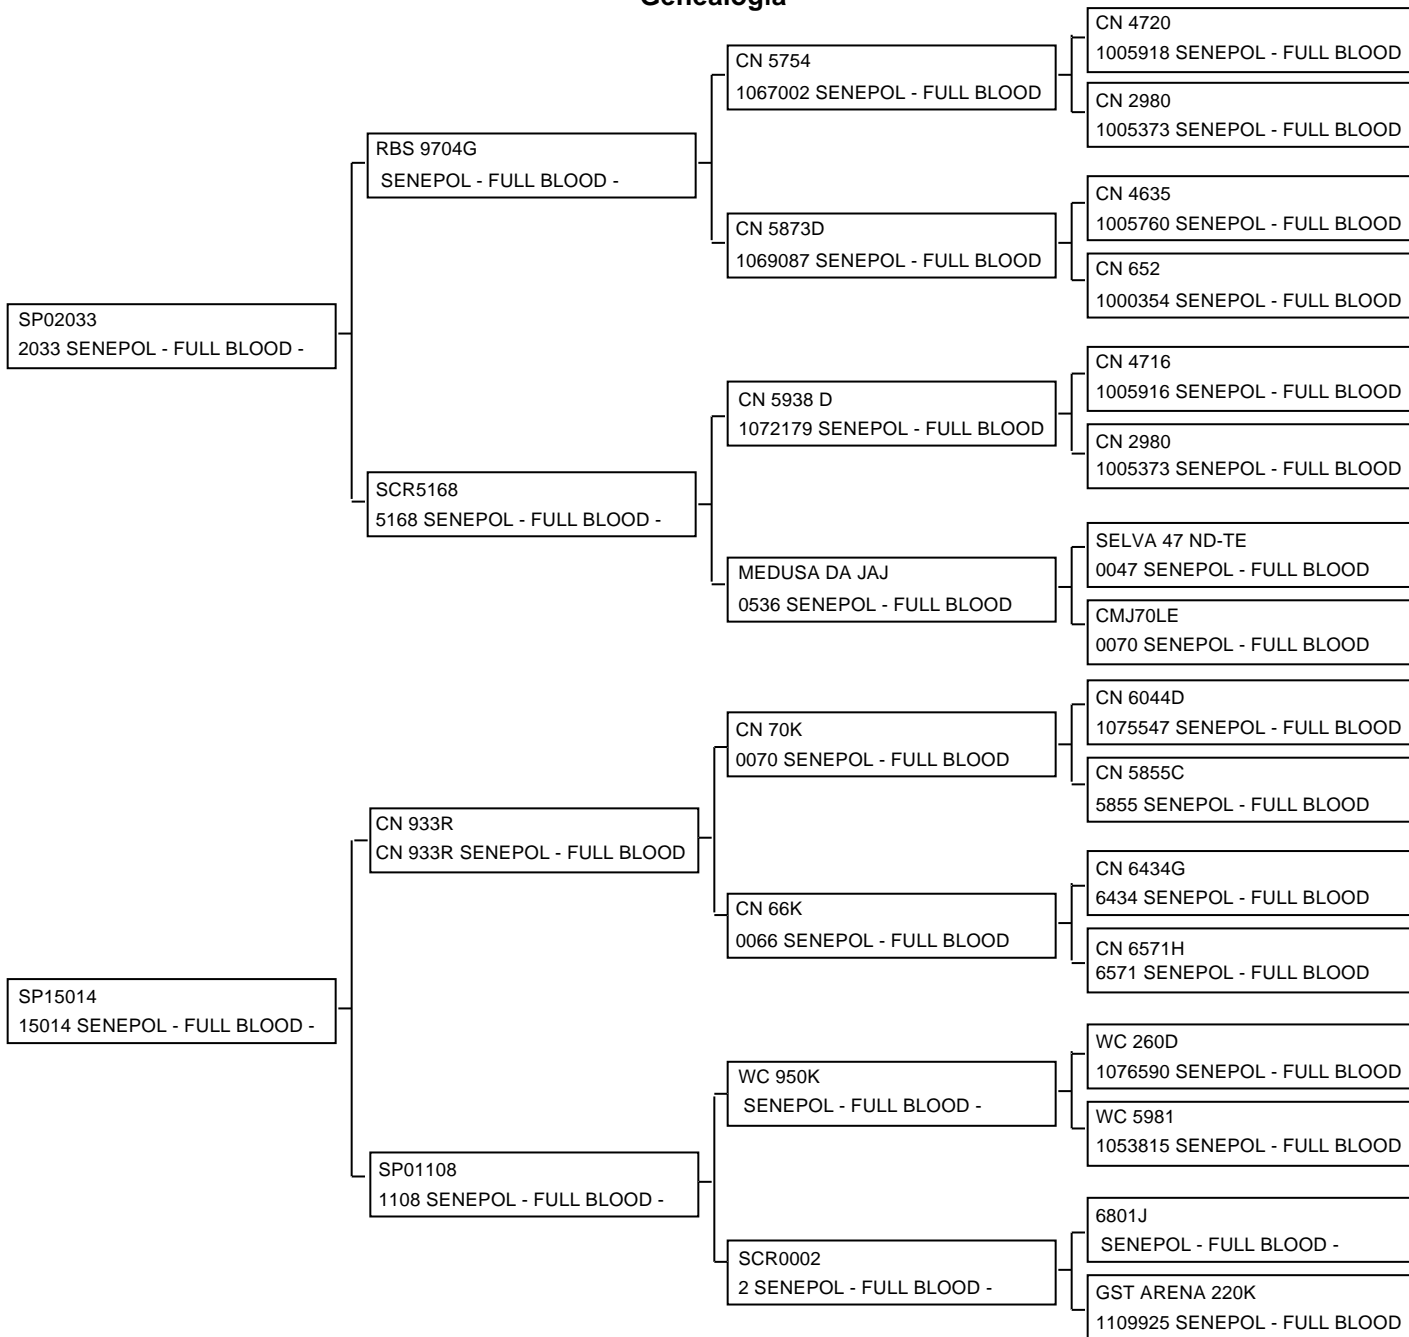 Genealogia
CN 4720
1005918 SENEPOL - FULL BLOOD
CN 5754
1067002 SENEPOL - FULL BLOOD
CN 2980
1005373 SENEPOL - FULL BLOOD
RBS 9704G
SENEPOL - FULL BLOOD -
CN 4635
1005760 SENEPOL - FULL BLOOD
CN 5873D
1069087 SENEPOL - FULL BLOOD
CN 652
1000354 SENEPOL - FULL BLOOD
SP02033
2033 SENEPOL - FULL BLOOD -
CN 4716
1005916 SENEPOL - FULL BLOOD
CN 5938 D
1072179 SENEPOL - FULL BLOOD
CN 2980
1005373 SENEPOL - FULL BLOOD
SCR5168
5168 SENEPOL - FULL BLOOD -
SELVA 47 ND-TE
0047 SENEPOL - FULL BLOOD
MEDUSA DA JAJ
0536 SENEPOL - FULL BLOOD
CMJ70LE
0070 SENEPOL - FULL BLOOD
CN 6044D
1075547 SENEPOL - FULL BLOOD
CN 70K
0070 SENEPOL - FULL BLOOD
CN 5855C
5855 SENEPOL - FULL BLOOD
CN 933R
CN 933R SENEPOL - FULL BLOOD
CN 6434G
6434 SENEPOL - FULL BLOOD
CN 66K
0066 SENEPOL - FULL BLOOD
CN 6571H
6571 SENEPOL - FULL BLOOD
SP15014
15014 SENEPOL - FULL BLOOD -
WC 260D
1076590 SENEPOL - FULL BLOOD
WC 950K
SENEPOL - FULL BLOOD -
WC 5981
1053815 SENEPOL - FULL BLOOD
SP01108
1108 SENEPOL - FULL BLOOD -
6801J
SENEPOL - FULL BLOOD -
SCR0002
2 SENEPOL - FULL BLOOD -
GST ARENA 220K
1109925 SENEPOL - FULL BLOOD